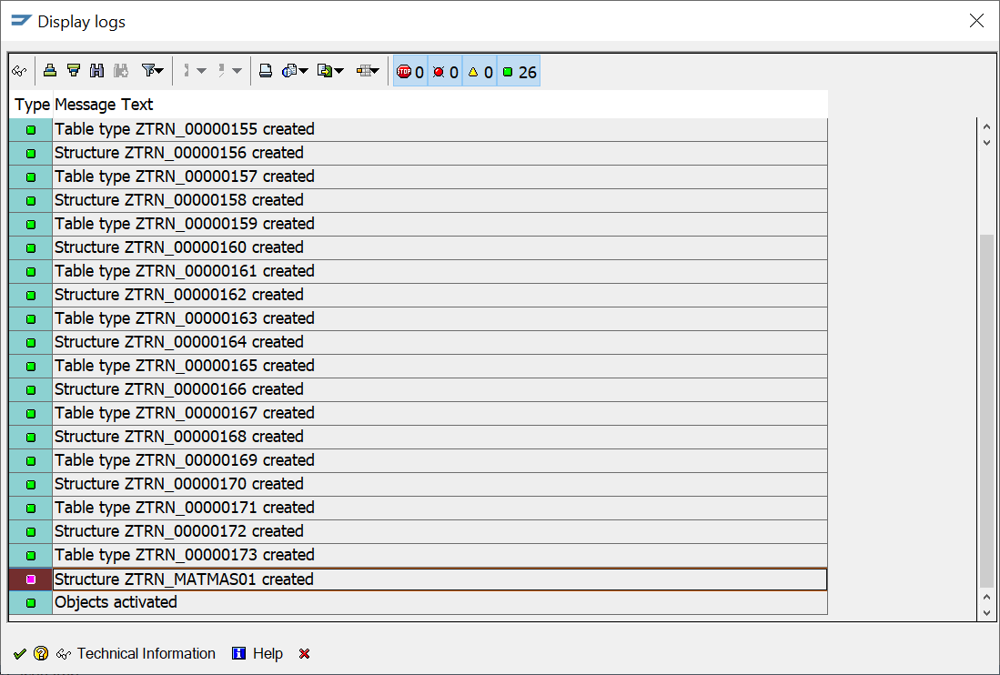 Display logs
STOP 0 0 0 26
Type Message Text
Table type ZTRN_00000155 created
Structure ZTRN_00000156 created
Table type ZTRN_00000157 created
Structure ZTRN_00000158 created
Table type ZTRN_00000159 created
Structure ZTRN_00000160 created
Table type ZTRN_00000161 created
Structure ZTRN_00000162 created
Table type ZTRN_00000163 created
Structure ZTRN_00000164 created
Table type ZTRN_00000165 created
Structure ZTRN_00000166 created
Table type ZTRN_00000167 created
Structure ZTRN_00000168 created
Table type ZTRN_00000169 created
Structure ZTRN_00000170 created
Table type ZTRN_00000171 created
Structure ZTRN_00000172 created
Table type ZTRN_00000173 created
Structure ZTRN_MATMAS01 created
Objects activated
Technical Information Help